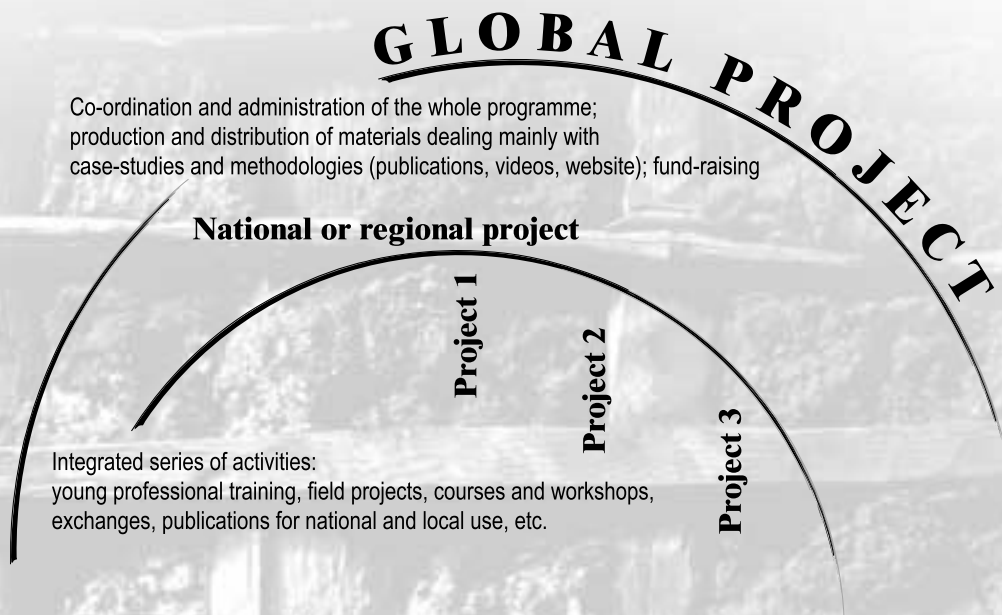 GLOBAL PROJECT
Co-ordination and administration of the whole programme;
production and distribution of materials dealing mainly with
case-studies and methodologies (publications, videos, website); fund-raising
National or regional project
Project 1
Project 2
Project 3
Integrated series of activities:
young professional training, field projects, courses and workshops,
exchanges, publications for national and local use, etc.